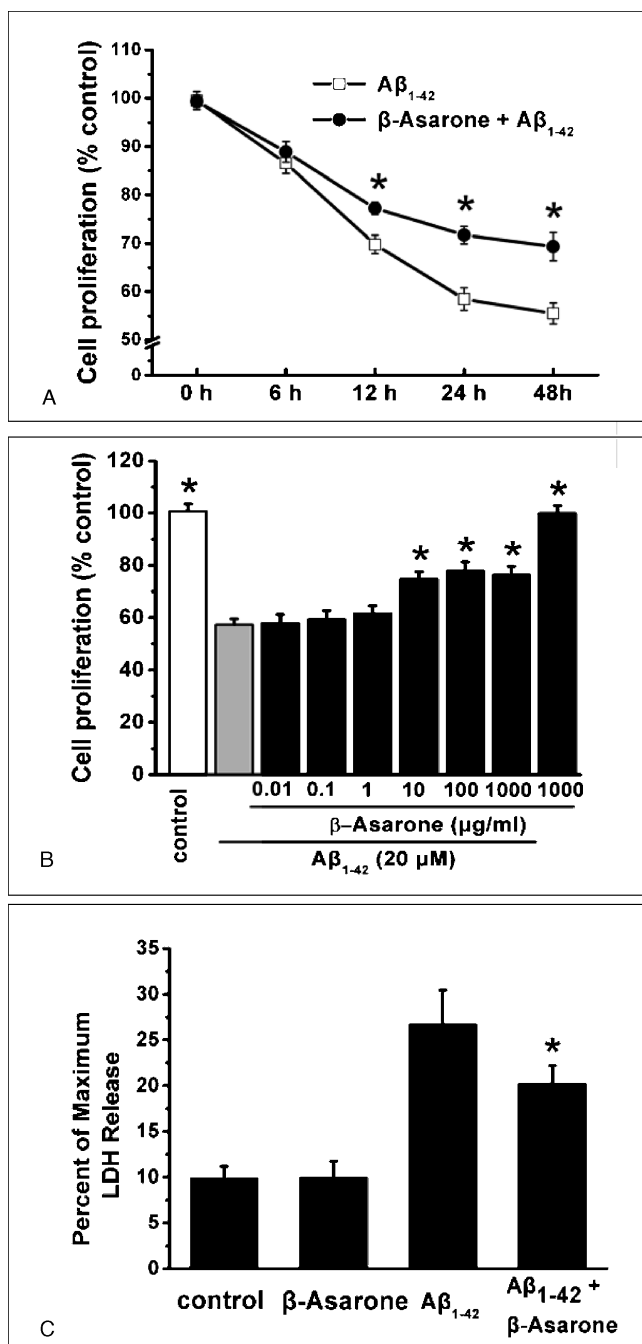 Cell proliferation (% control)
110
100
90
80
70
60
50
0
Aβ1-42
β-Asarone + Aβ1-42
* * *
0 h 6 h 12 h 24 h 48h
A
Cell proliferation (% control)
120
100
80
60
40
20
0
* * * * *
control
0.01 0.1 1 10 100 1000 1000
β–Asarone (μg/ml)
Aβ1-42 (20 μM)
B
Percent of Maximum
LDH Release
35
30
25
20
15
10
5
0
*
control β-Asarone Aβ1-42 Aβ1-42 +
β-Asarone
C